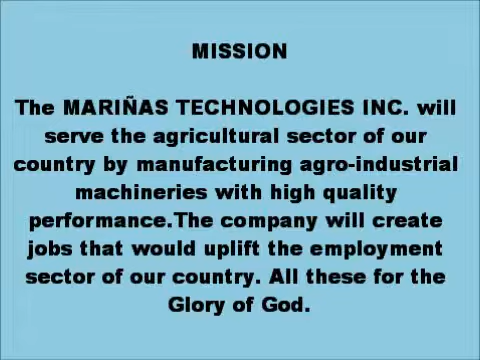 MISSION
The MARIÑAS TECHNOLOGIES INC. will
serve the agricultural sector of our
country by manufacturing agro-industrial
machineries with high quality
performance.The company will create
jobs that would uplift the employment
sector of our country. All these for the
Glory of God.